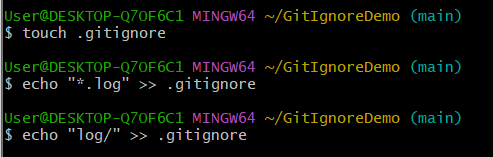 User@DESKTOP-Q7OF6C1 MINGW64 ~/GitIgnoreDemo (main)
$ touch .gitignore
User@DESKTOP-Q7OF6C1 MINGW64 ~/GitIgnoreDemo (main)
$ echo "*.log" >> .gitignore
User@DESKTOP-Q7OF6C1 MINGW64 ~/GitIgnoreDemo (main)
$ echo "log/" >> .gitignore